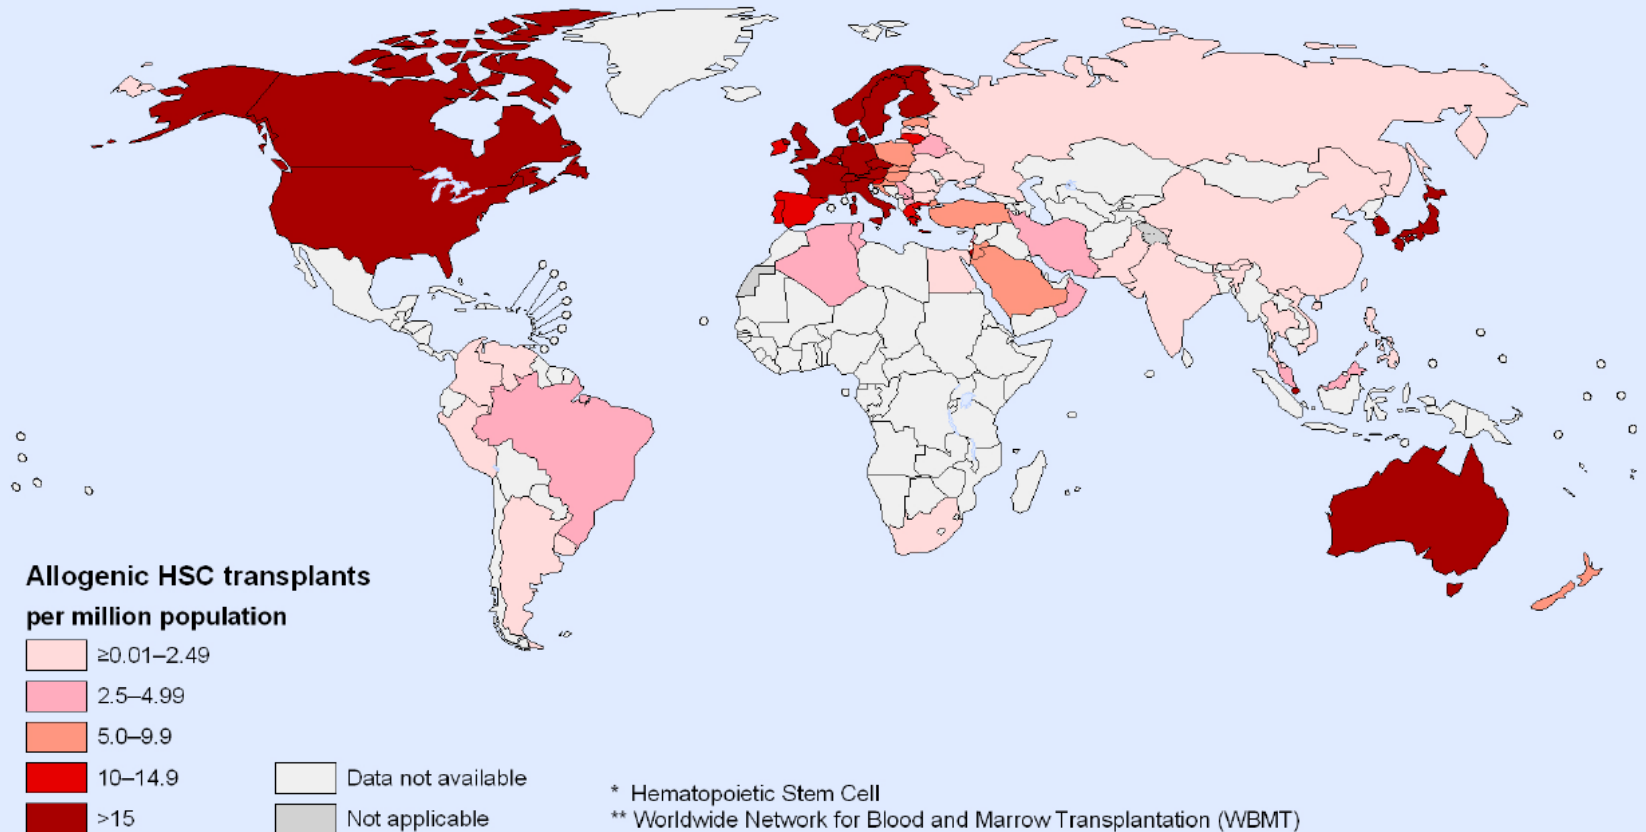 Allogenic HSC transplants
per million population
≥0.01–2.49
2.5–4.99
5.0–9.9
10–14.9
>15
Data not available
Not applicable
* Hematopoietic Stem Cell
** Worldwide Network for Blood and Marrow Transplantation (WBMT)